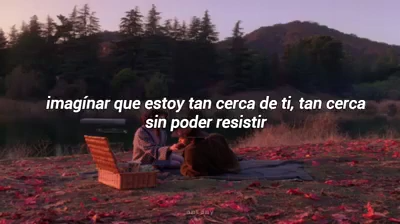 imagínar que estoy tan cerca de ti, tan cerca
sin poder resistir